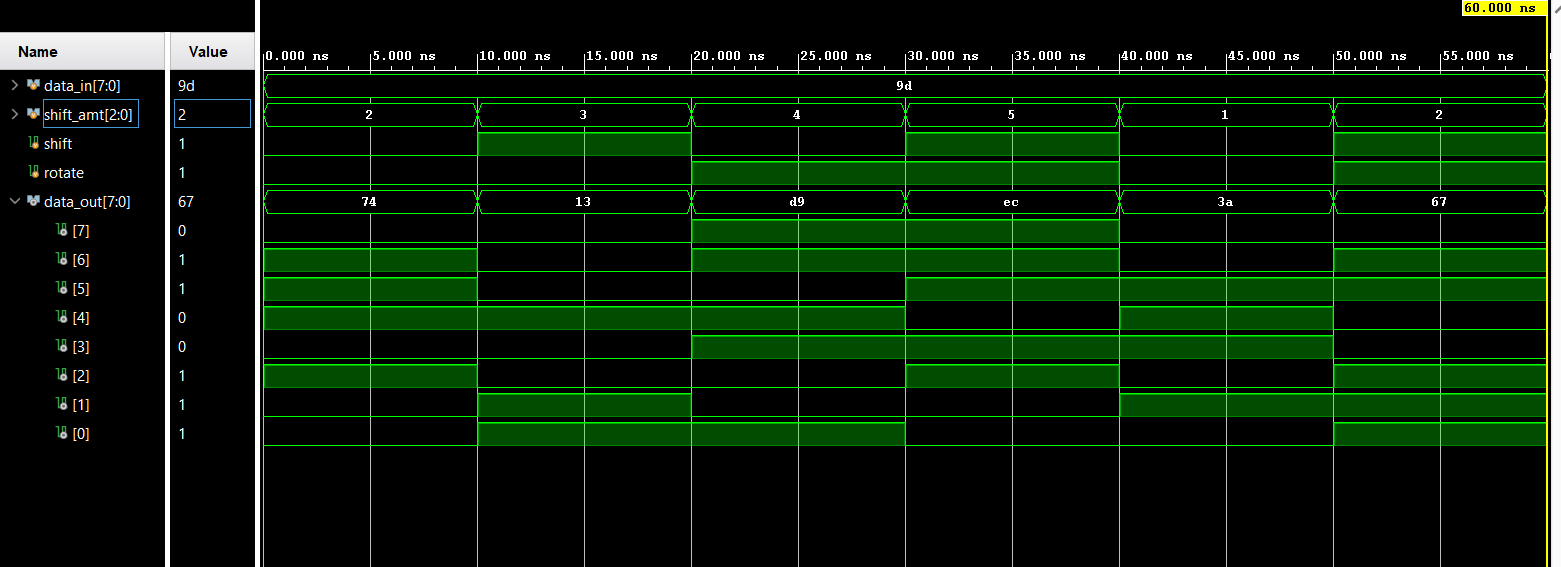 60.000 ns
Name Value
0.000 ns 5.000 ns 10.000 ns 15.000 ns 20.000 ns 25.000 ns 30.000 ns 35.000 ns 40.000 ns 45.000 ns 50.000 ns 55.000 ns
data_in[7:0] 9d 9d
shift_amt[2:0] 2 2 3 4 5 1 2
shift 1
rotate 1
data_out[7:0] 67 74 13 d9 ec 3a 67
[7] 0
[6] 1
[5] 1
[4] 0
[3] 0
[2] 1
[1] 1
[0] 1